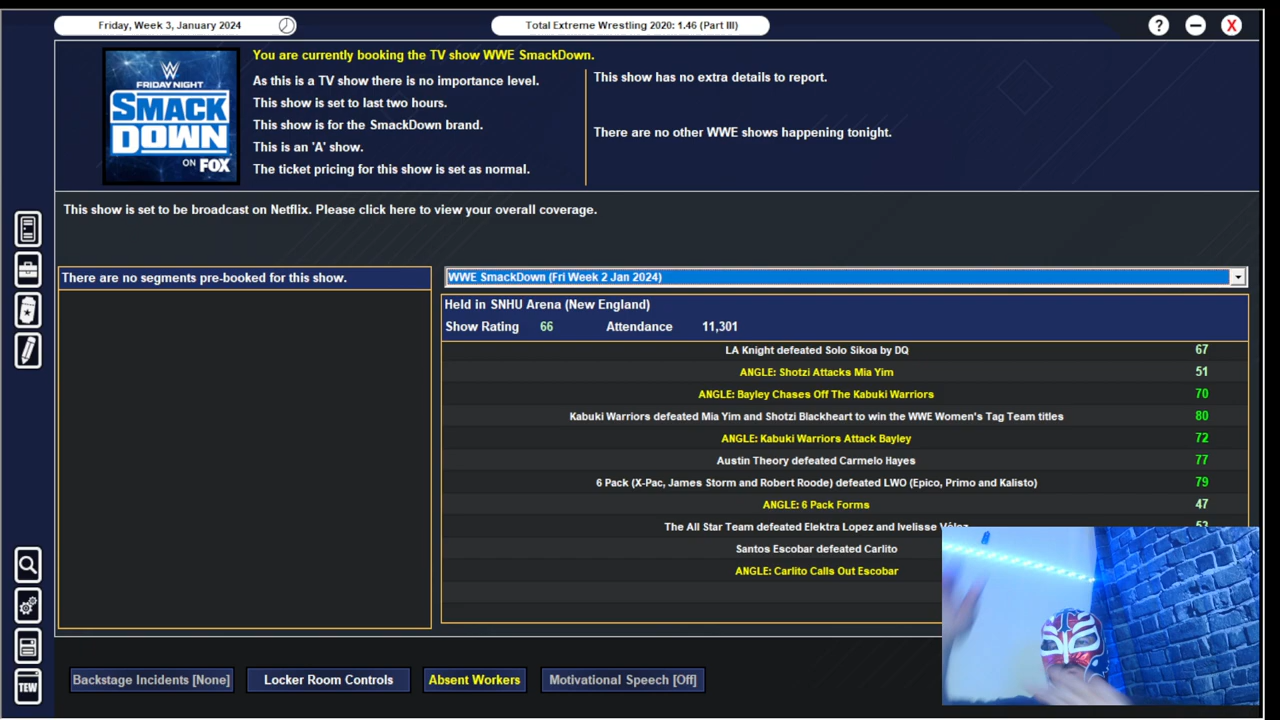 Friday, Week 3, January 2024
Total Extreme Wrestling 2020: 1.46 (Part III)
?
X
W
FRIDAY NIGHT
SMACK
DOWN
ON FOX
You are currently booking the TV show WWE SmackDown.
As this is a TV show there is no importance level.
This show is set to last two hours.
This show is for the SmackDown brand.
This is an 'A' show.
The ticket pricing for this show is set as normal.
This show has no extra details to report.
There are no other WWE shows happening tonight.
This show is set to be broadcast on Netflix. Please click here to view your overall coverage.
There are no segments pre-booked for this show.
WWE SmackDown (Fri Week 2 Jan 2024)
Held in SNHU Arena (New England)
Show Rating 66 Attendance 11,301
LA Knight defeated Solo Sikoa by DQ 67
ANGLE: Shotzi Attacks Mia Yim 51
ANGLE: Bayley Chases Off The Kabuki Warriors 70
Kabuki Warriors defeated Mia Yim and Shotzi Blackheart to win the WWE Women's Tag Team titles 80
ANGLE: Kabuki Warriors Attack Bayley 72
Austin Theory defeated Carmelo Hayes 77
6 Pack (X-Pac, James Storm and Robert Roode) defeated LWO (Epico, Primo and Kalisto) 79
ANGLE: 6 Pack Forms 47
The All Star Team defeated Elektra Lopez and Ivelisse
Santos Escobar defeated Carlito
ANGLE: Carlito Calls Out Escobar
Backstage Incidents [None]
Locker Room Controls
Absent Workers
Motivational Speech [Off]
TEW